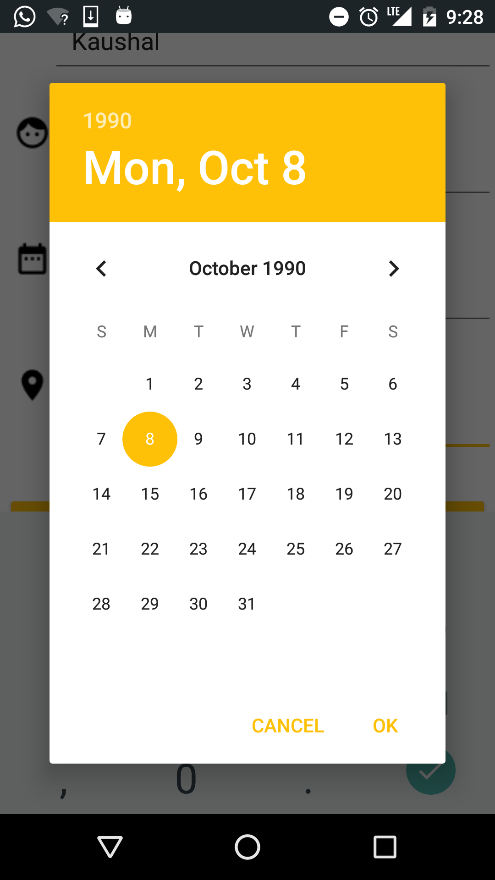 LTE 9:28
Kaushal
1990
Mon, Oct 8
October 1990
S M T W T F S
1 2 3 4 5 6
7 8 9 10 11 12 13
14 15 16 17 18 19 20
21 22 23 24 25 26 27
28 29 30 31
CANCEL OK
, 0 .